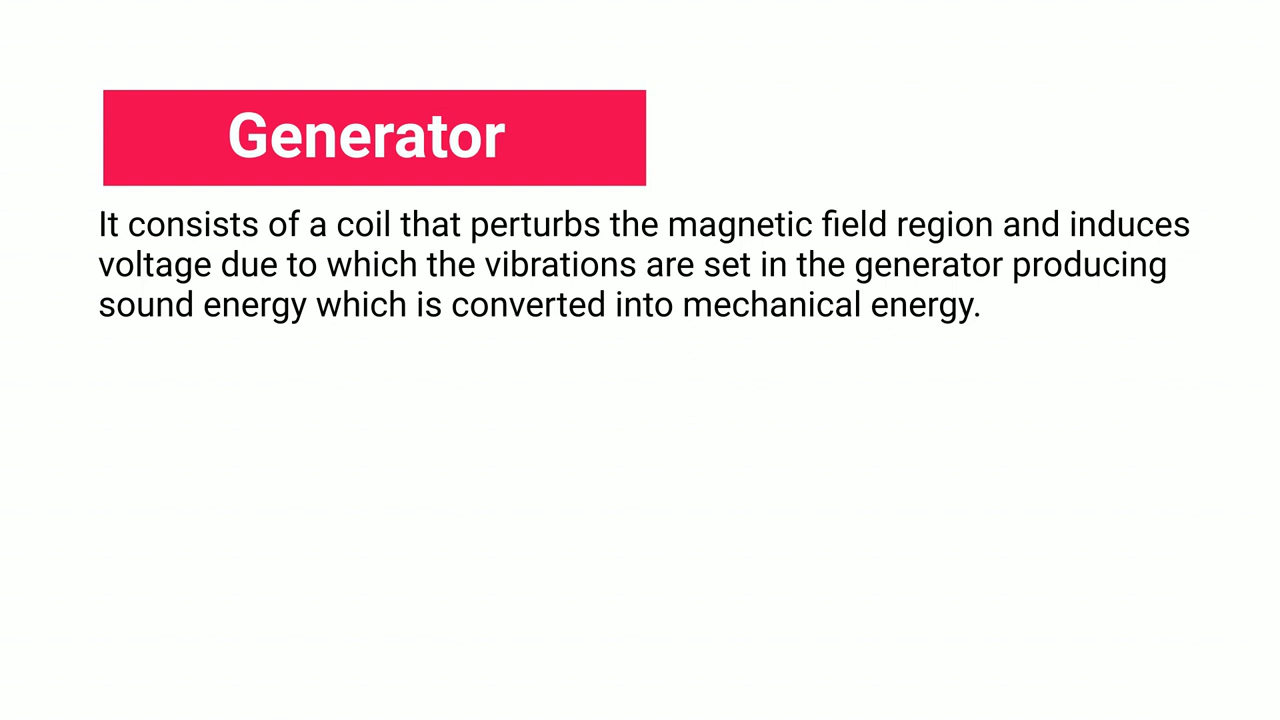 Generator
It consists of a coil that perturbs the magnetic field region and induces
voltage due to which the vibrations are set in the generator producing
sound energy which is converted into mechanical energy.